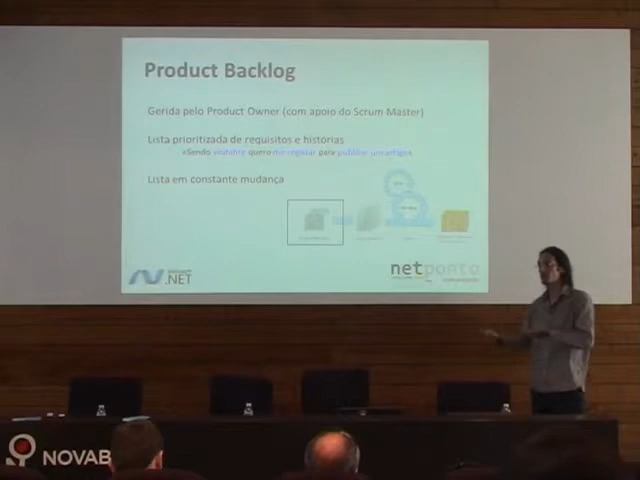 Product Backlog
Gerida pelo Product Owner (com apoio do Scrum Master)
Lista prioritizada de requisitos e histórias
«Sendo visitante quero me registar para publicar um artigo»
Lista em constante mudança
.NET
netponto
NOVAB